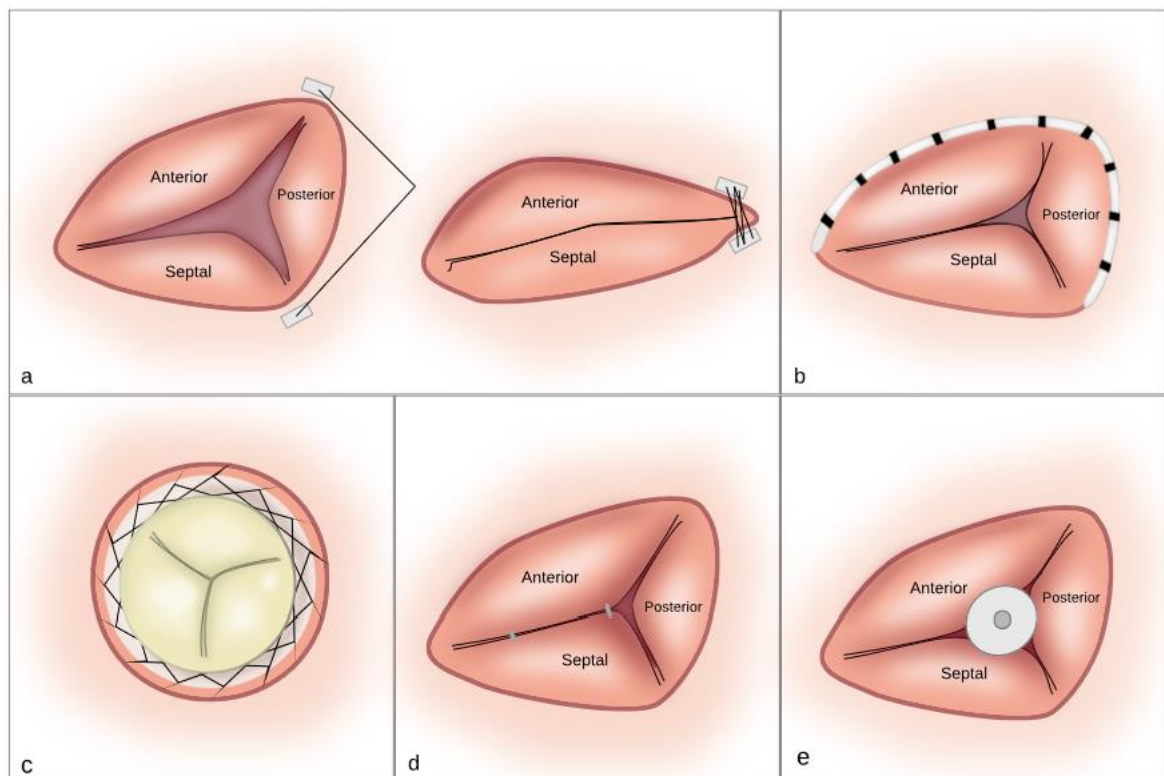 Anterior
Posterior
Septal
a
Anterior
Septal
Anterior
Posterior
Septal
b
c
Anterior
Posterior
Septal
d
Anterior
Posterior
Septal
e